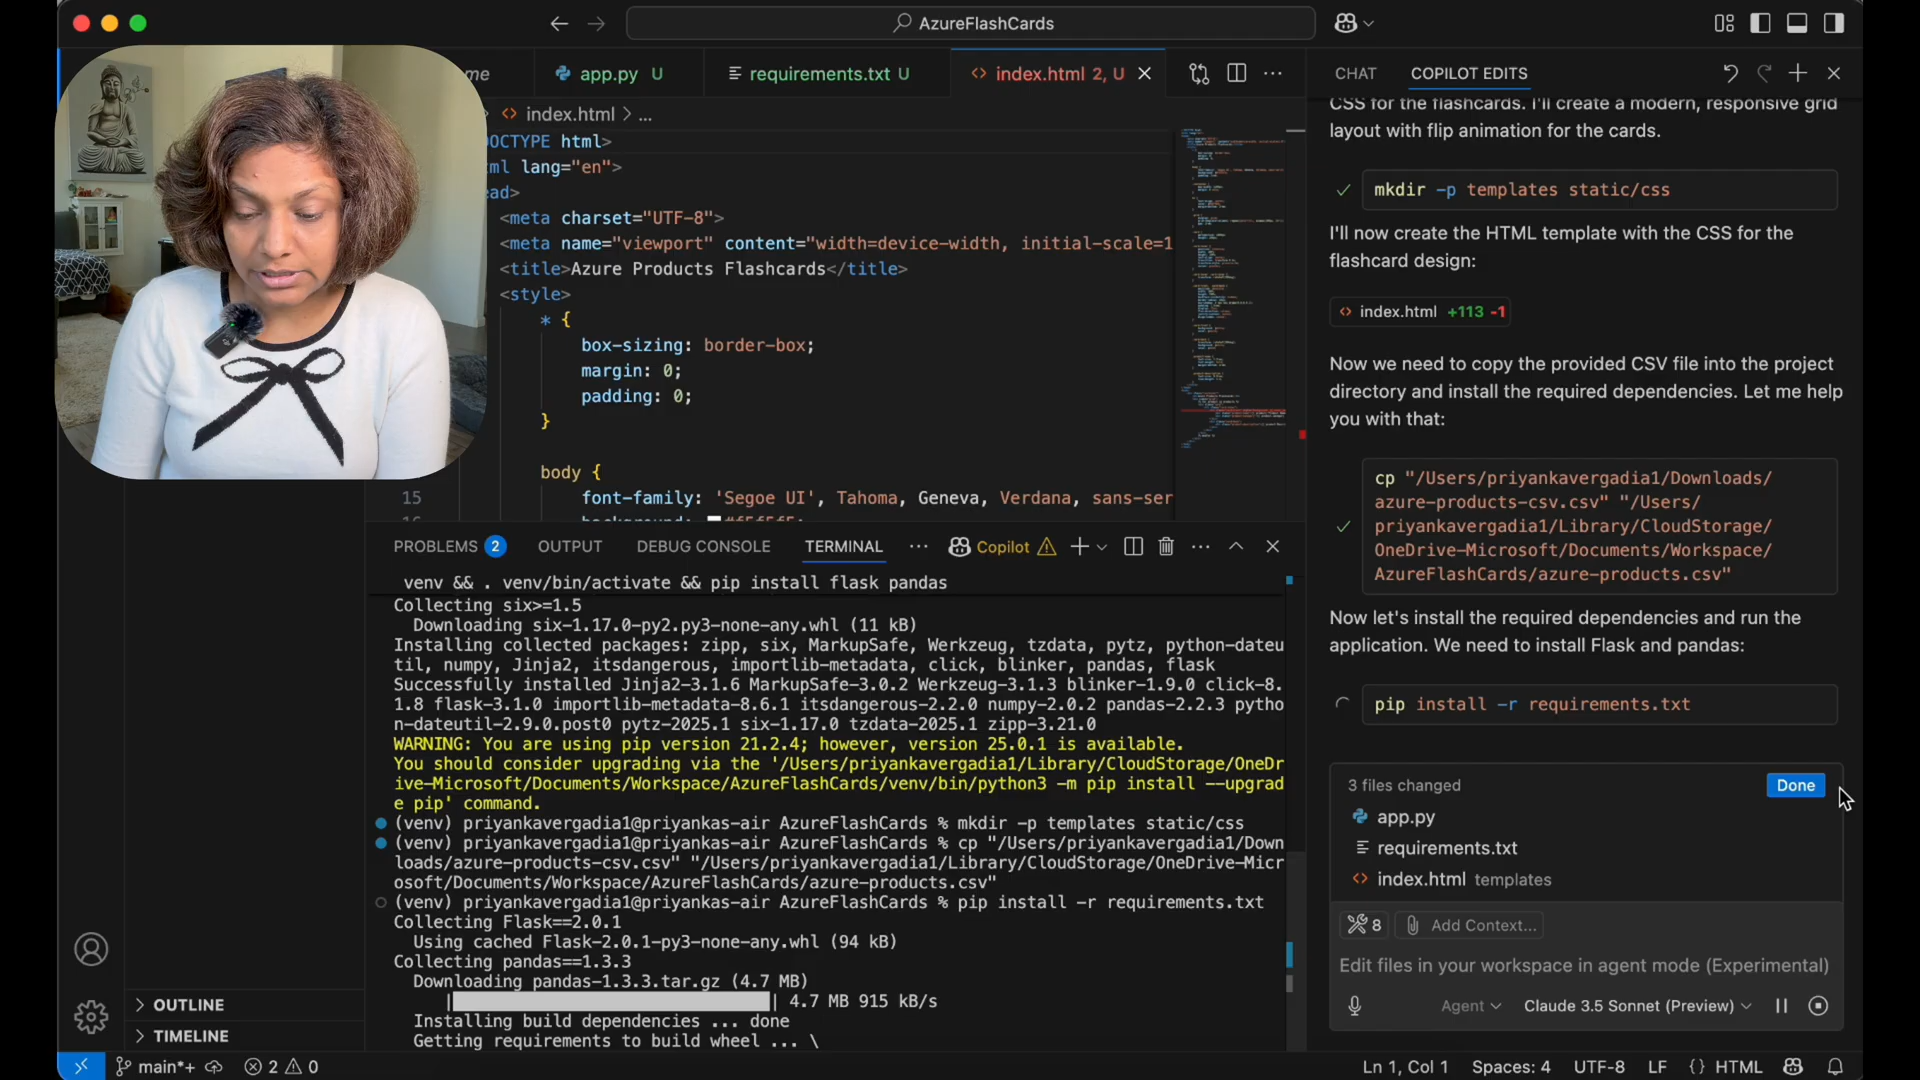 AzureFlashCards
me
app.py U
requirements.txt U
index.html 2, U
CHAT
COPILOT EDITS
index.html > ...
OCTYPE html>
ml lang="en">
ead>
<meta charset="UTF-8">
<meta name="viewport" content="width=device-width, initial-scale=1
<title>Azure Products Flashcards</title>
<style>
* {
box-sizing: border-box;
margin: 0;
padding: 0;
}
body {
15
font-family: 'Segoe UI', Tahoma, Geneva, Verdana, sans-ser
PROBLEMS 2
OUTPUT
DEBUG CONSOLE
TERMINAL
Copilot
venv && . venv/bin/activate && pip install flask pandas
Collecting six>=1.5
Downloading six-1.17.0-py2.py3-none-any.whl (11 kB)
Installing collected packages: zipp, six, MarkupSafe, Werkzeug, tzdata, pytz, python-dateu
til, numpy, Jinja2, itsdangerous, importlib-metadata, click, blinker, pandas, flask
Successfully installed Jinja2-3.1.6 MarkupSafe-3.0.2 Werkzeug-3.1.3 blinker-1.9.0 click-8.
1.8 flask-3.1.0 importlib-metadata-8.6.1 itsdangerous-2.2.0 numpy-2.0.2 pandas-2.2.3 pytho
n-dateutil-2.9.0.post0 pytz-2025.1 six-1.17.0 tzdata-2025.1 zipp-3.21.0
WARNING: You are using pip version 21.2.4; however, version 25.0.1 is available.
You should consider upgrading via the '/Users/priyankavergadia1/Library/CloudStorage/OneDr
ive-Microsoft/Documents/Workspace/AzureFlashCards/venv/bin/python3 -m pip install --upgrad
e pip' command.
(venv) priyankavergadia1@priyankas-air AzureFlashCards % mkdir -p templates static/css
(venv) priyankavergadia1@priyankas-air AzureFlashCards % cp "/Users/priyankavergadia1/Down
loads/azure-products-csv.csv" "/Users/priyankavergadia1/Library/CloudStorage/OneDrive-Micr
osoft/Documents/Workspace/AzureFlashCards/azure-products.csv"
(venv) priyankavergadia1@priyankas-air AzureFlashCards % pip install -r requirements.txt
Collecting Flask==2.0.1
Using cached Flask-2.0.1-py3-none-any.whl (94 kB)
Collecting pandas==1.3.3
Downloading pandas-1.3.3.tar.gz (4.7 MB)
| | 4.7 MB 915 kB/s
Installing build dependencies ... done
Getting requirements to build wheel ... \
CSS for the flashcards. I'll create a modern, responsive grid
layout with flip animation for the cards.
mkdir -p templates static/css
I'll now create the HTML template with the CSS for the
flashcard design:
index.html +113 -1
Now we need to copy the provided CSV file into the project
directory and install the required dependencies. Let me help
you with that:
cp "/Users/priyankavergadia1/Downloads/
azure-products-csv.csv" "/Users/
priyankavergadia1/Library/CloudStorage/
OneDrive-Microsoft/Documents/Workspace/
AzureFlashCards/azure-products.csv"
Now let's install the required dependencies and run the
application. We need to install Flask and pandas:
pip install -r requirements.txt
3 files changed
Done
app.py
requirements.txt
index.html templates
8
Add Context...
Edit files in your workspace in agent mode (Experimental)
Agent
Claude 3.5 Sonnet (Preview)
OUTLINE
TIMELINE
main*+
2 0
Ln 1, Col 1
Spaces: 4
UTF-8
LF
{} HTML